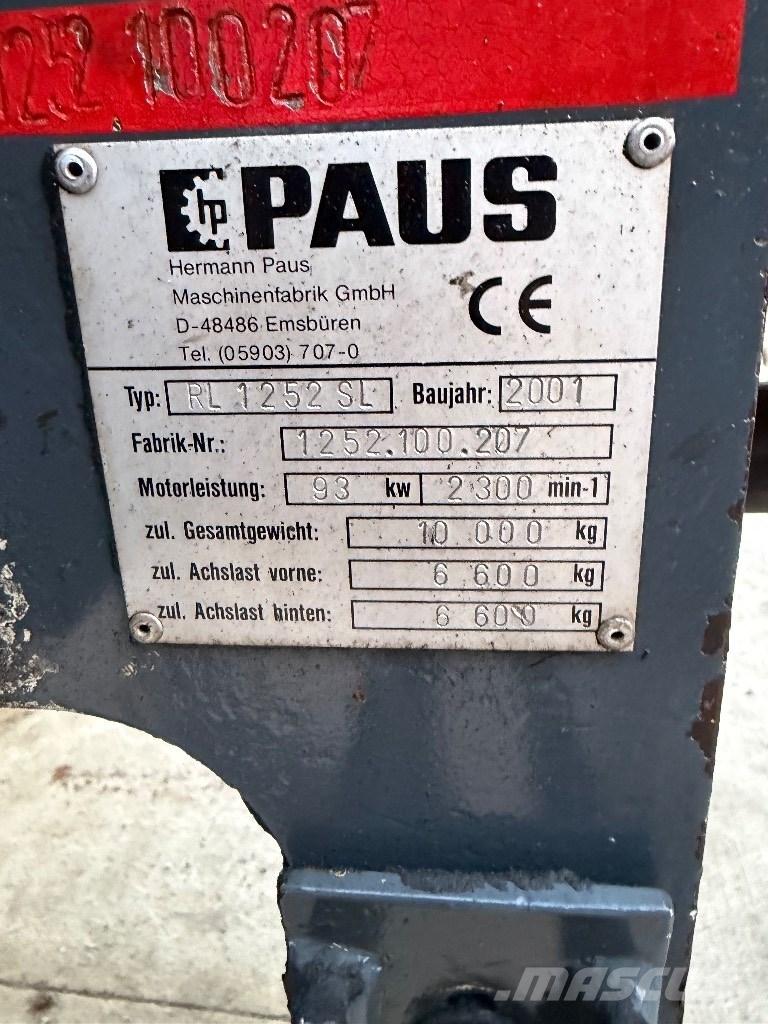 1252 100207
hp PAUS
Hermann Paus
Maschinenfabrik GmbH
D-48486 Emsbüren
Tel. (05903) 707-0
CE
Typ: RL 1252 SL Baujahr: 2001
Fabrik-Nr.: 1252.100.207
Motorleistung: 93 kw 2300 min-1
zul. Gesamtgewicht: 10 000 kg
zul. Achslast vorne: 6 600 kg
zul. Achslast hinten: 6 600 kg
MASCUS